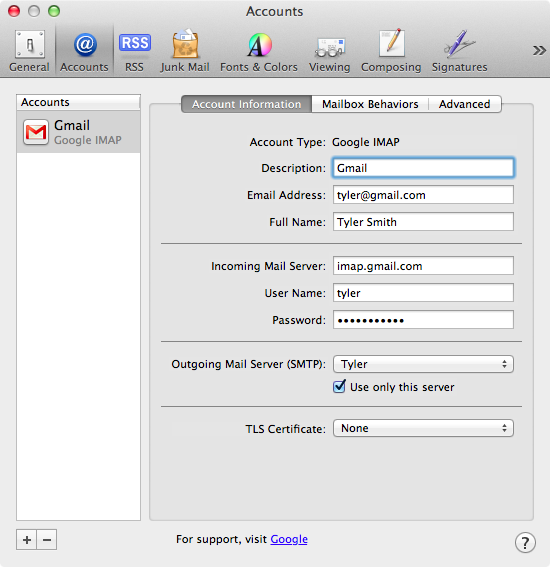 Accounts
General Accounts RSS Junk Mail Fonts & Colors Viewing Composing Signatures »
RSS
Accounts
Gmail
Google IMAP
Account Information Mailbox Behaviors Advanced
Account Type: Google IMAP
Description: Gmail
Email Address: tyler@gmail.com
Full Name: Tyler Smith
Incoming Mail Server: imap.gmail.com
User Name: tyler
Password: •••••••••••
Outgoing Mail Server (SMTP): Tyler
Use only this server
TLS Certificate: None
+ −
For support, visit Google
?